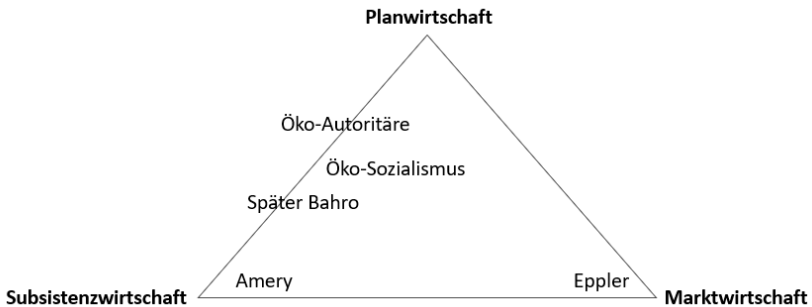 Planwirtschaft
Öko-Autoritäre
Öko-Sozialismus
Später Bahro
Amery
Eppler
Subsistenzwirtschaft
Marktwirtschaft